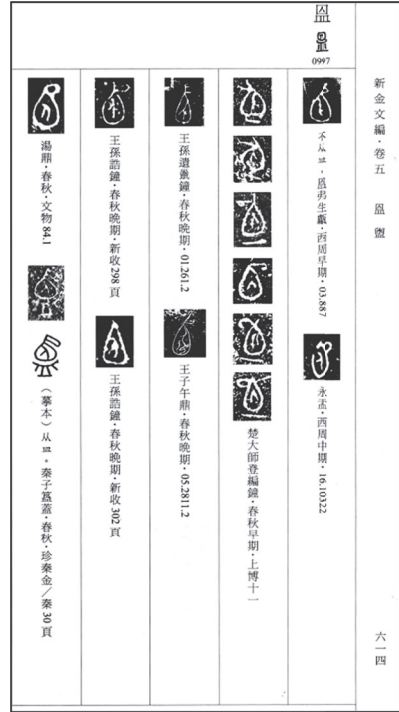 新金文編·卷五 𥁕 盬
六一四
𥁕
0997
不从皿。𥁕弗生甗·西周早期·03.887
永盂·西周中期·16.10322
楚大師登編鐘·春秋早期·上博十一
王孫遺巤鐘·春秋晚期·01.261.2
王子午鼎·春秋晚期·05.2811.2
王孫誥鐘·春秋晚期·新收298頁
王孫誥鐘·春秋晚期·新收302頁
湯鼎·春秋·文物84.1
(摹本)从皿。秦子簋蓋·春秋·珍秦金/秦30頁